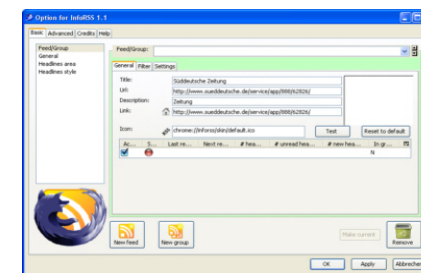 Option for InfoRSS 1.1
Basic Advanced Credits Help
Feed/Group
General
Headlines area
Headlines style
Feed/Group:
General Filter Settings
Title: Süddeutsche Zeitung
Url: http://www.sueddeutsche.de/service/app/888/62826/
Description: Zeitung
Link: http://www.sueddeutsche.de/service/app/888/62826/
Icon: chrome://inforss/skin/default.ico Test Reset to default
Ac... S... Last re... Next re... # hea... # unread hea... # new hea... In gr...
N
New Feed New group Make current Remove
OK Apply Abbrechen